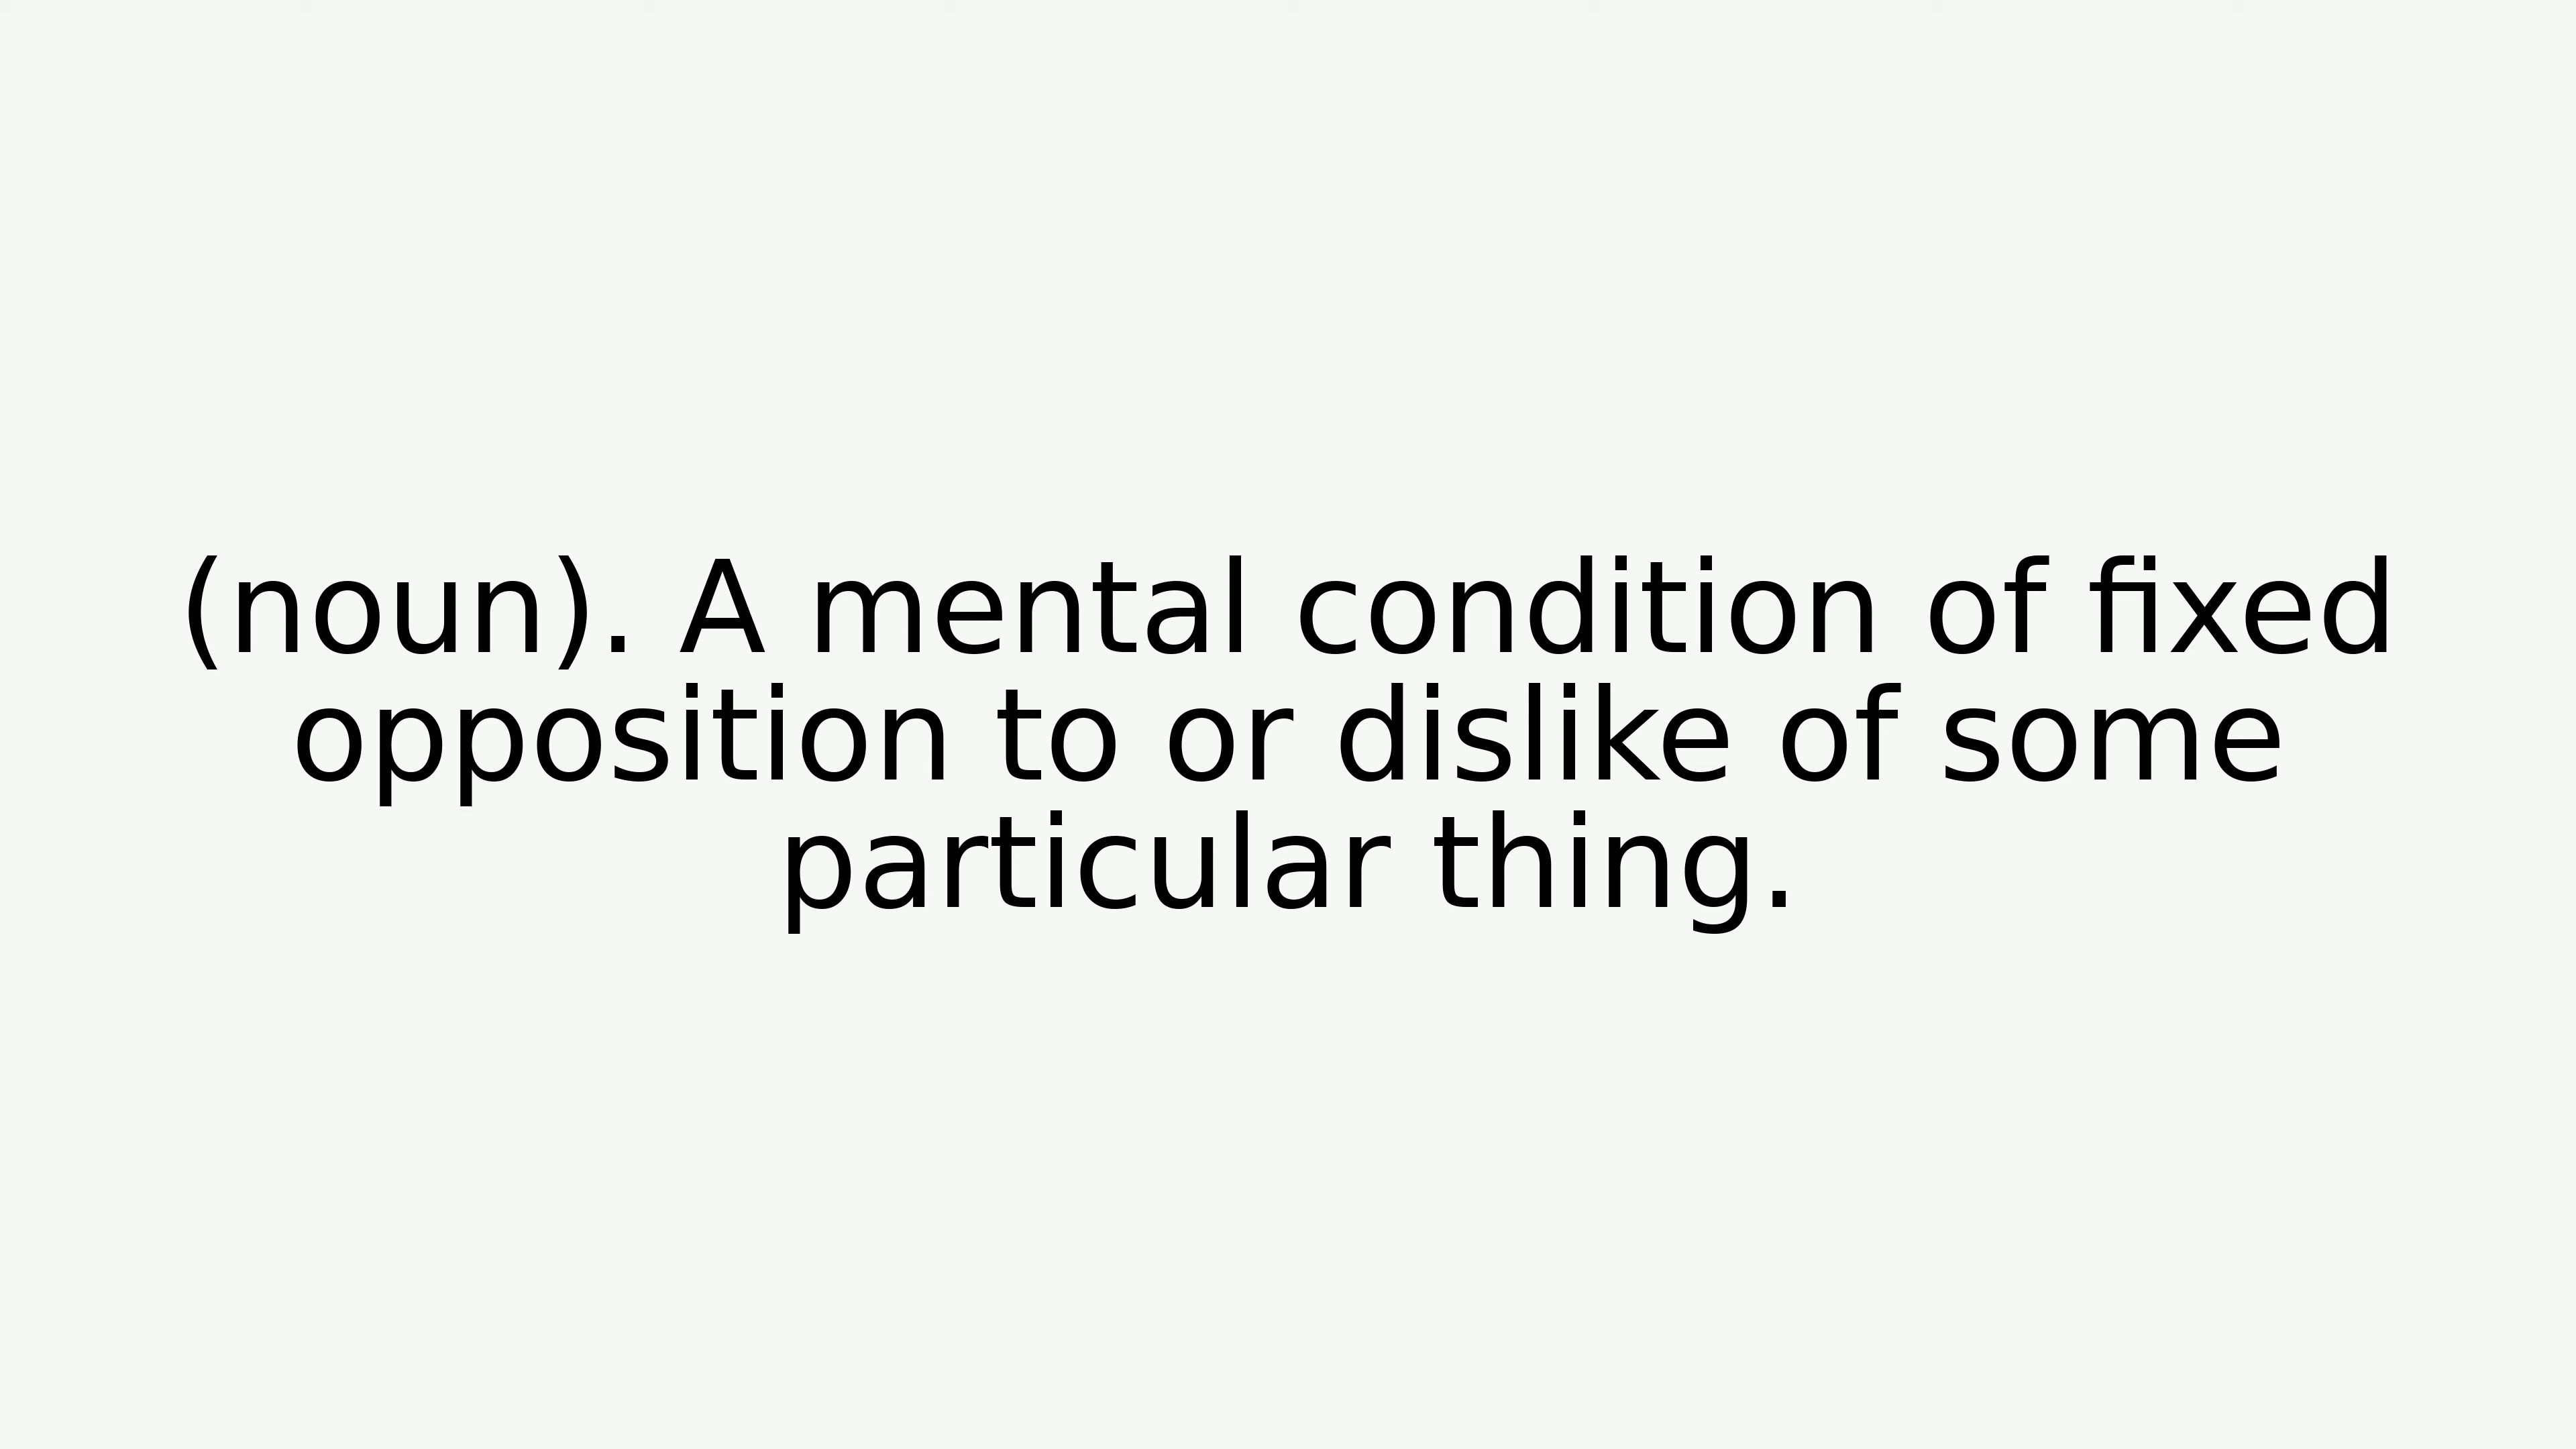 (noun). A mental condition of fixed
opposition to or dislike of some
particular thing.